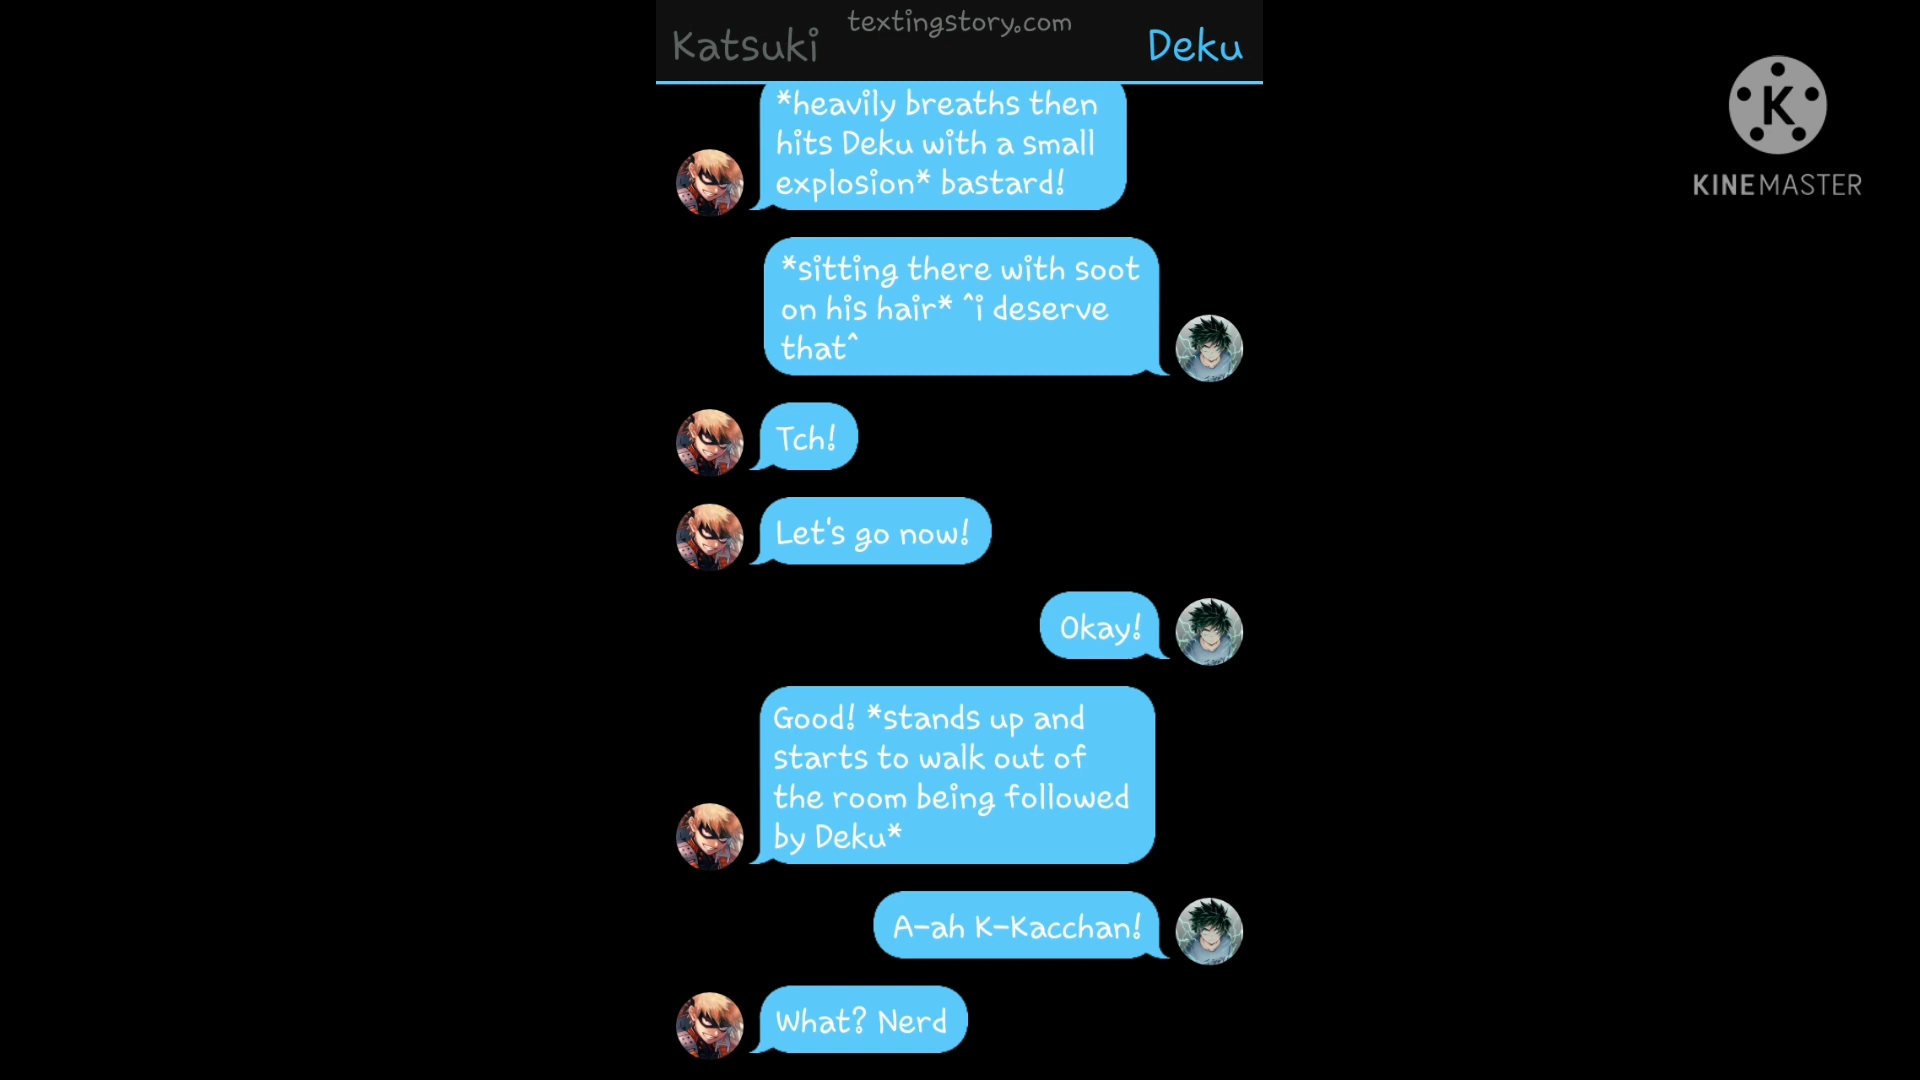 textingstory.com
Katsuki
Deku
*heavily breaths then
hits Deku with a small
explosion* bastard!
*sitting there with soot
on his hair* ^i deserve
that^
Tch!
Let's go now!
Okay!
Good! *stands up and
starts to walk out of
the room being followed
by Deku*
A-ah K-Kacchan!
What? Nerd
K
KINEMASTER